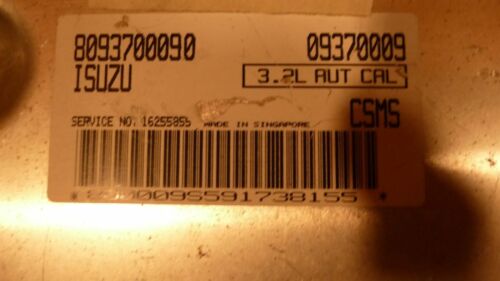 8093700090 09370009
ISUZU 3.2L AUT CAL
CSMS
SERVICE NO. 16255855 MADE IN SINGAPORE